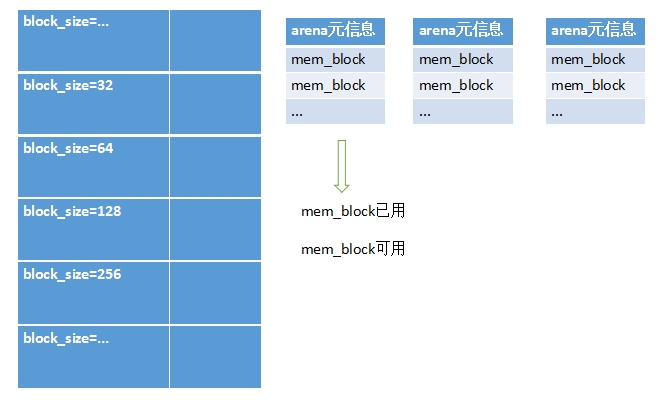 block_size=...
block_size=32
block_size=64
block_size=128
block_size=256
block_size=...
arena元信息
mem_block
mem_block
...
arena元信息
mem_block
mem_block
...
arena元信息
mem_block
mem_block
...
mem_block已用
mem_block可用